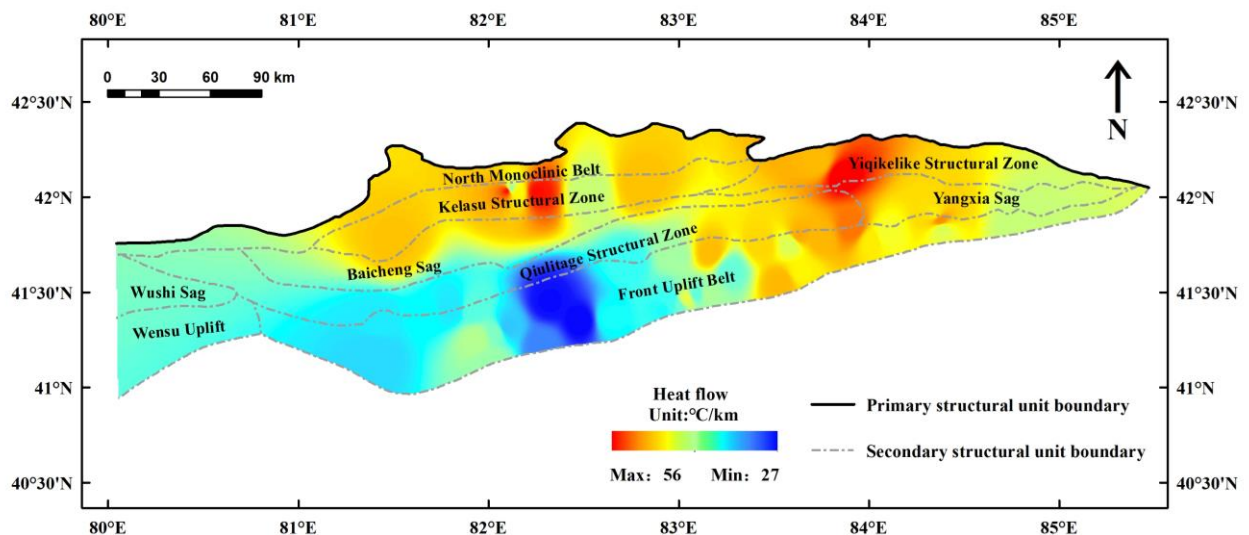 80°E 81°E 82°E 83°E 84°E 85°E
0 30 60 90 km
42°30'N 42°30'N
N
North Monoclinic Belt
Yiqikelike Structural Zone
42°N 42°N
Kelasu Structural Zone
Yangxia Sag
Qiulitage Structural Zone
Baicheng Sag
Front Uplift Belt
Wushi Sag
41°30'N 41°30'N
Wensu Uplift
41°N 41°N
Heat flow
Unit:°C/km
Primary structural unit boundary
Secondary structural unit boundary
Max: 56 Min: 27
40°30'N 40°30'N
80°E 81°E 82°E 83°E 84°E 85°E